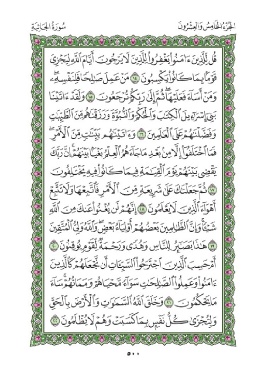 الجزء الخامس والعشرون سورة الجاثية
قُل لِّلَّذِينَ ءَامَنُوا۟ يَغْفِرُوا۟ لِلَّذِينَ لَا يَرْجُونَ أَيَّامَ ٱللَّهِ لِيَجْزِىَ
قَوْمًۢا بِمَا كَانُوا۟ يَكْسِبُونَ ١٤ مَنْ عَمِلَ صَٰلِحًا فَلِنَفْسِهِۦ
وَمَنْ أَسَآءَ فَعَلَيْهَا ثُمَّ إِلَىٰ رَبِّكُمْ تُرْجَعُونَ ١٥ وَلَقَدْ ءَاتَيْنَا
بَنِىٓ إِسْرَٰٓءِيلَ ٱلْكِتَٰبَ وَٱلْحُكْمَ وَٱلنُّبُوَّةَ وَرَزَقْنَٰهُم مِّنَ ٱلطَّيِّبَٰتِ
وَفَضَّلْنَٰهُمْ عَلَى ٱلْعَٰلَمِينَ ١٦ وَءَاتَيْنَٰهُم بَيِّنَٰتٍ مِّنَ ٱلْأَمْرِ
فَمَا ٱخْتَلَفُوٓا۟ إِلَّا مِنۢ بَعْدِ مَا جَآءَهُمُ ٱلْعِلْمُ بَغْيًۢا بَيْنَهُمْ إِنَّ رَبَّكَ
يَقْضِى بَيْنَهُمْ يَوْمَ ٱلْقِيَٰمَةِ فِيمَا كَانُوا۟ فِيهِ يَخْتَلِفُونَ
١٧ ثُمَّ جَعَلْنَٰكَ عَلَىٰ شَرِيعَةٍ مِّنَ ٱلْأَمْرِ فَٱتَّبِعْهَا وَلَا تَتَّبِعْ
أَهْوَآءَ ٱلَّذِينَ لَا يَعْلَمُونَ ١٨ إِنَّهُمْ لَن يُغْنُوا۟ عَنكَ مِنَ ٱللَّهِ
شَيْـًٔا وَإِنَّ ٱلظَّٰلِمِينَ بَعْضُهُمْ أَوْلِيَآءُ بَعْضٍ وَٱللَّهُ وَلِىُّ ٱلْمُتَّقِينَ
١٩ هَٰذَا بَصَٰٓئِرُ لِلنَّاسِ وَهُدًى وَرَحْمَةٌ لِّقَوْمٍ يُوقِنُونَ ٢٠
أَمْ حَسِبَ ٱلَّذِينَ ٱجْتَرَحُوا۟ ٱلسَّيِّـَٔاتِ أَن نَّجْعَلَهُمْ كَٱلَّذِينَ
ءَامَنُوا۟ وَعَمِلُوا۟ ٱلصَّٰلِحَٰتِ سَوَآءً مَّحْيَاهُمْ وَمَمَاتُهُمْ سَآءَ
مَا يَحْكُمُونَ ٢١ وَخَلَقَ ٱللَّهُ ٱلسَّمَٰوَٰتِ وَٱلْأَرْضَ بِٱلْحَقِّ
وَلِتُجْزَىٰ كُلُّ نَفْسٍۭ بِمَا كَسَبَتْ وَهُمْ لَا يُظْلَمُونَ ٢٢
٥٠٠